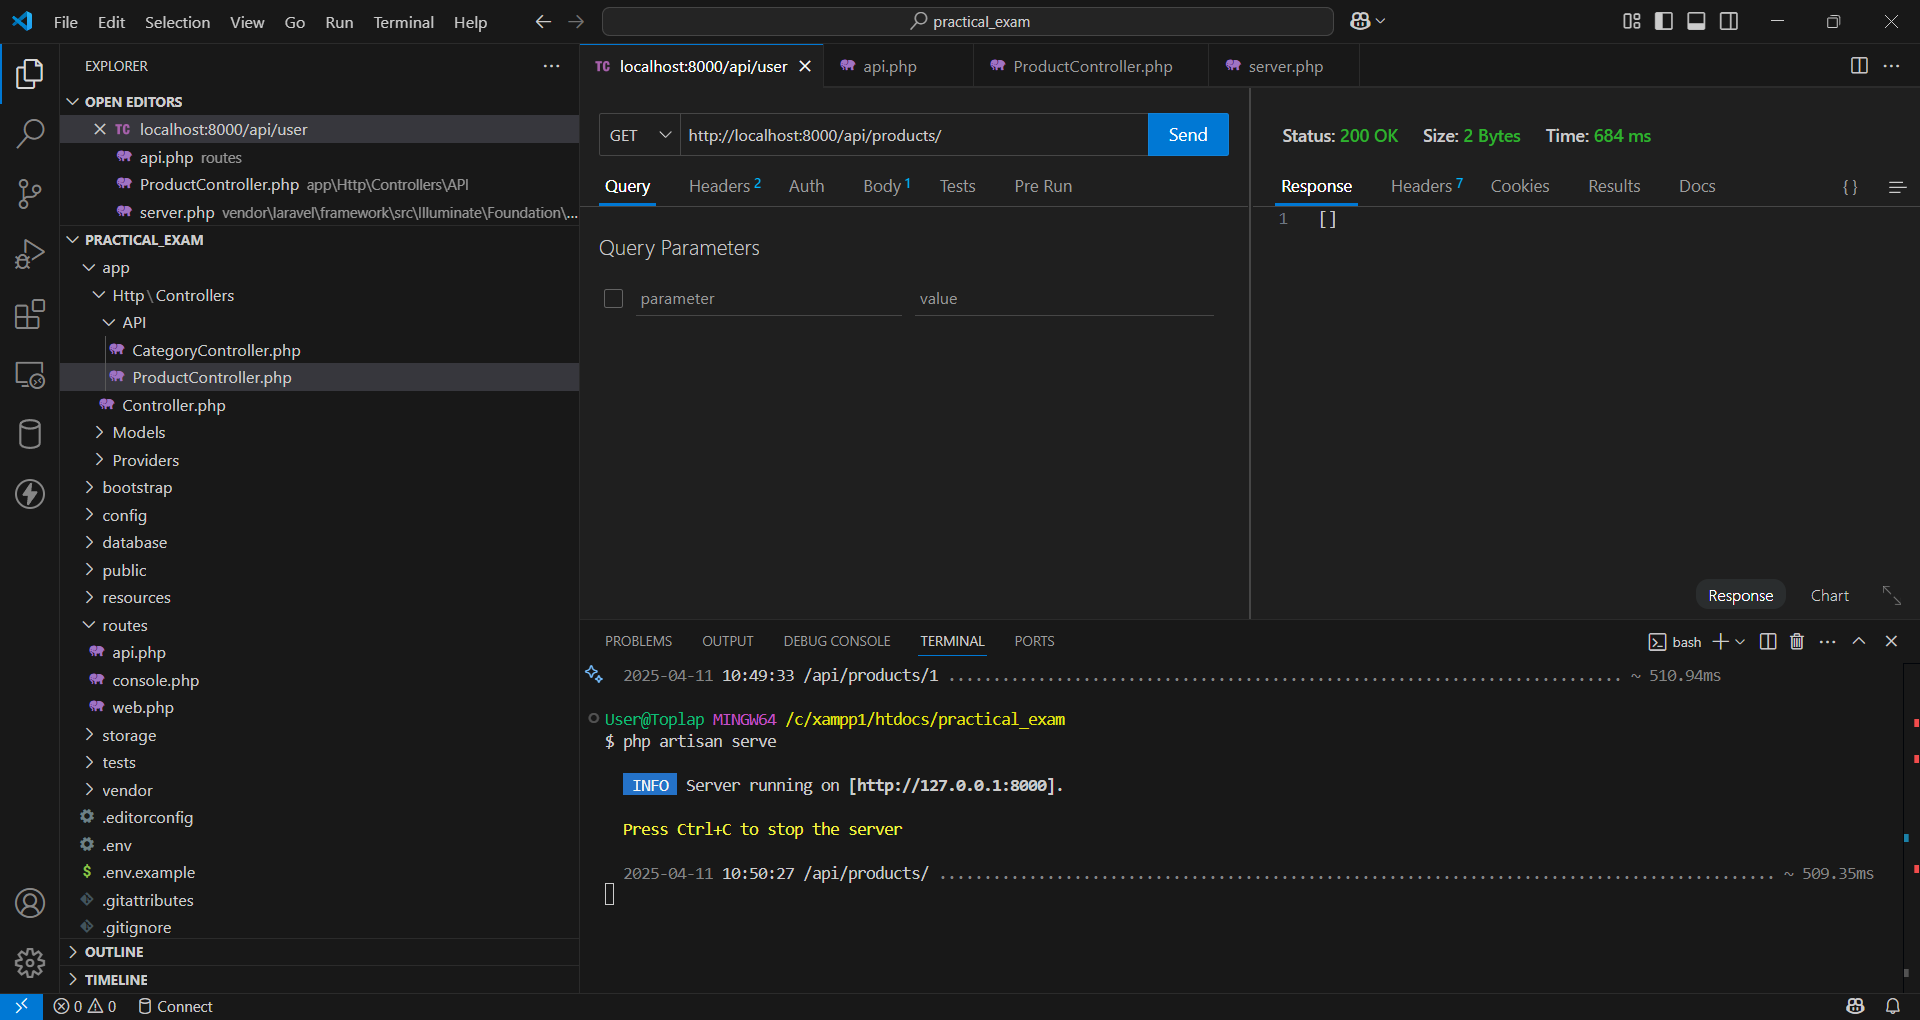 File Edit Selection View Go Run Terminal Help
practical_exam
EXPLORER
OPEN EDITORS
TC localhost:8000/api/user
api.php routes
ProductController.php app\Http\Controllers\API
server.php vendor\laravel\framework\src\Illuminate\Foundation\...
PRACTICAL_EXAM
app
Http\Controllers
API
CategoryController.php
ProductController.php
Controller.php
Models
Providers
bootstrap
config
database
public
resources
routes
api.php
console.php
web.php
storage
tests
vendor
.editorconfig
.env
$ .env.example
.gitattributes
.gitignore
OUTLINE
TIMELINE
TC localhost:8000/api/user
api.php
ProductController.php
server.php
GET http://localhost:8000/api/products/ Send
Query Headers 2 Auth Body 1 Tests Pre Run
Query Parameters
parameter value
Status: 200 OK Size: 2 Bytes Time: 684 ms
Response Headers 7 Cookies Results Docs {}
1 []
Response Chart
PROBLEMS OUTPUT DEBUG CONSOLE TERMINAL PORTS
bash
2025-04-11 10:49:33 /api/products/1 ........................................................................... ~ 510.94ms
User@Toplap MINGW64 /c/xampp1/htdocs/practical_exam
$ php artisan serve
INFO Server running on [http://127.0.0.1:8000].
Press Ctrl+C to stop the server
2025-04-11 10:50:27 /api/products/ ............................................................................................. ~ 509.35ms
0 0 Connect